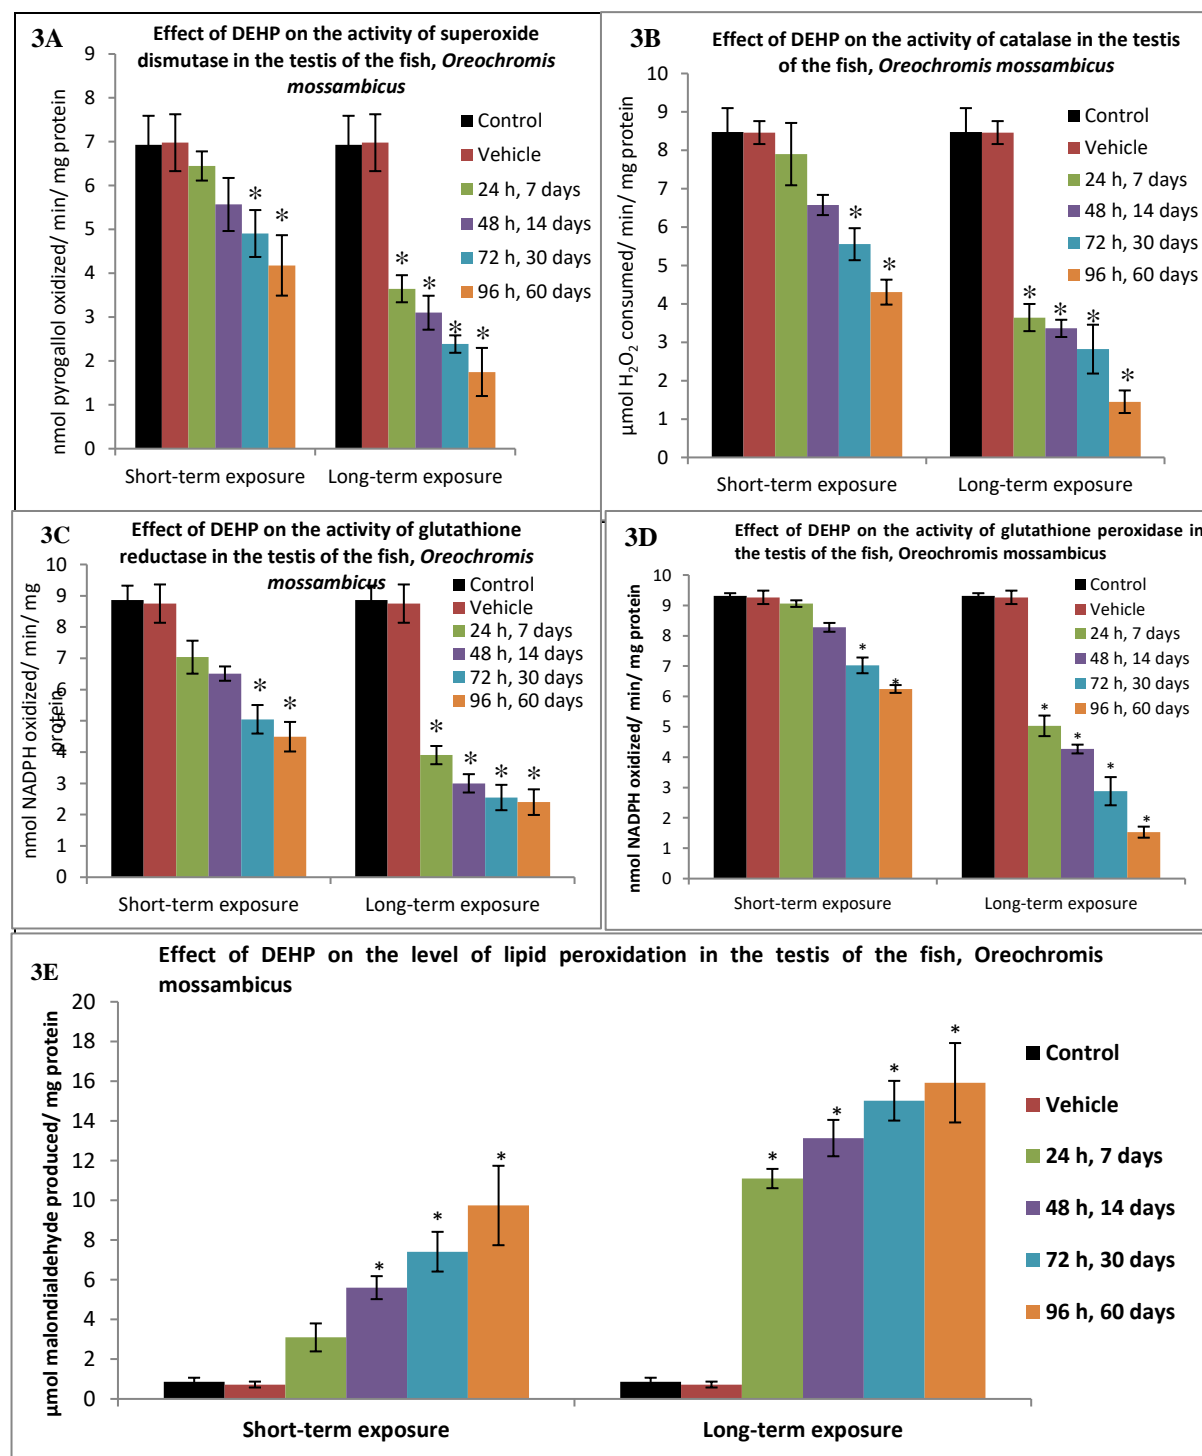 3A
Effect of DEHP on the activity of superoxide
dismutase in the testis of the fish, Oreochromis
mossambicus
nmol pyrogallol oxidized/ min/ mg protein
9
8
7
6
5
4
3
2
1
0
Control
Vehicle
24 h, 7 days
48 h, 14 days
72 h, 30 days
96 h, 60 days
* * * * * *
Short-term exposure Long-term exposure
3B
Effect of DEHP on the activity of catalase in the testis
of the fish, Oreochromis mossambicus
µmol H₂O₂ consumed/ min/ mg protein
10
9
8
7
6
5
4
3
2
1
0
Control
Vehicle
24 h, 7 days
48 h, 14 days
72 h, 30 days
96 h, 60 days
* * * * * *
Short-term exposure Long-term exposure
3C
Effect of DEHP on the activity of glutathione
reductase in the testis of the fish, Oreochromis
mossambicus
nmol NADPH oxidized/ min/ mg
protein
10
9
8
7
6
5
4
3
2
1
0
Control
Vehicle
24 h, 7 days
48 h, 14 days
72 h, 30 days
96 h, 60 days
* * * * * *
Short-term exposure Long-term exposure
3D
Effect of DEHP on the activity of glutathione peroxidase in
the testis of the fish, Oreochromis mossambicus
nmol NADPH oxidized/ min/ mg protein
10
9
8
7
6
5
4
3
2
1
0
Control
Vehicle
24 h, 7 days
48 h, 14 days
72 h, 30 days
96 h, 60 days
* * * * * *
Short-term exposure Long-term exposure
3E
Effect of DEHP on the level of lipid peroxidation in the testis of the fish, Oreochromis
mossambicus
µmol malondialdehyde produced/ mg protein
20
18
16
14
12
10
8
6
4
2
0
Control
Vehicle
24 h, 7 days
48 h, 14 days
72 h, 30 days
96 h, 60 days
* * * * * * *
Short-term exposure Long-term exposure